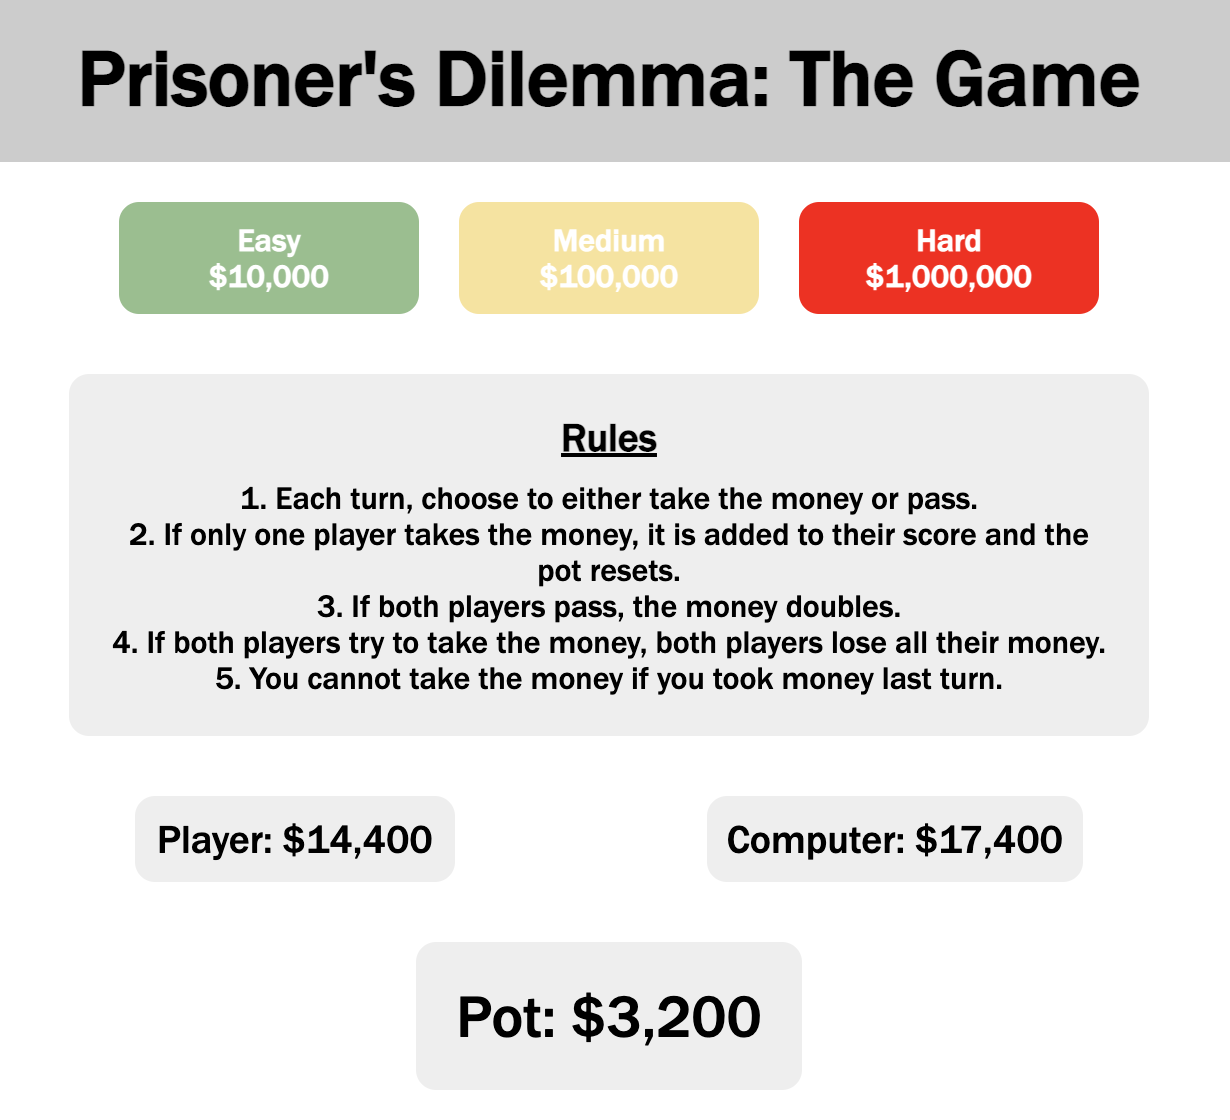 Prisoner's Dilemma: The Game
Easy
$10,000
Medium
$100,000
Hard
$1,000,000
Rules
1. Each turn, choose to either take the money or pass.
2. If only one player takes the money, it is added to their score and the
pot resets.
3. If both players pass, the money doubles.
4. If both players try to take the money, both players lose all their money.
5. You cannot take the money if you took money last turn.
Player: $14,400
Computer: $17,400
Pot: $3,200